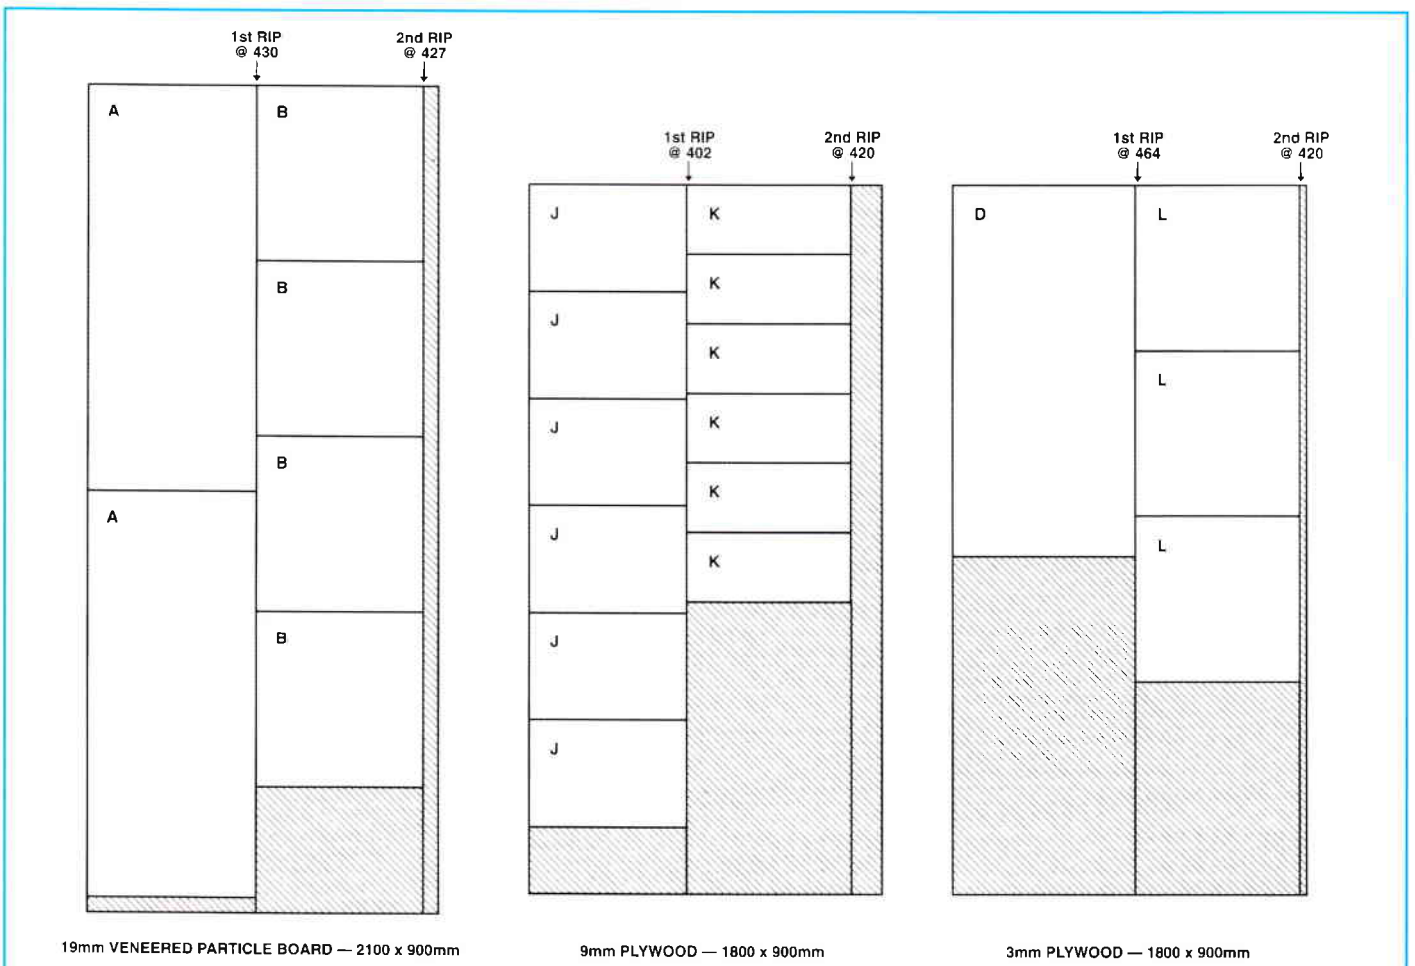 1st RIP
@ 430
2nd RIP
@ 427
A
B
B
B
A
B
19mm VENEERED PARTICLE BOARD — 2100 x 900mm
1st RIP
@ 402
2nd RIP
@ 420
J
K
K
J
K
J
K
K
J
K
J
J
9mm PLYWOOD — 1800 x 900mm
1st RIP
@ 464
2nd RIP
@ 420
D
L
L
L
3mm PLYWOOD — 1800 x 900mm